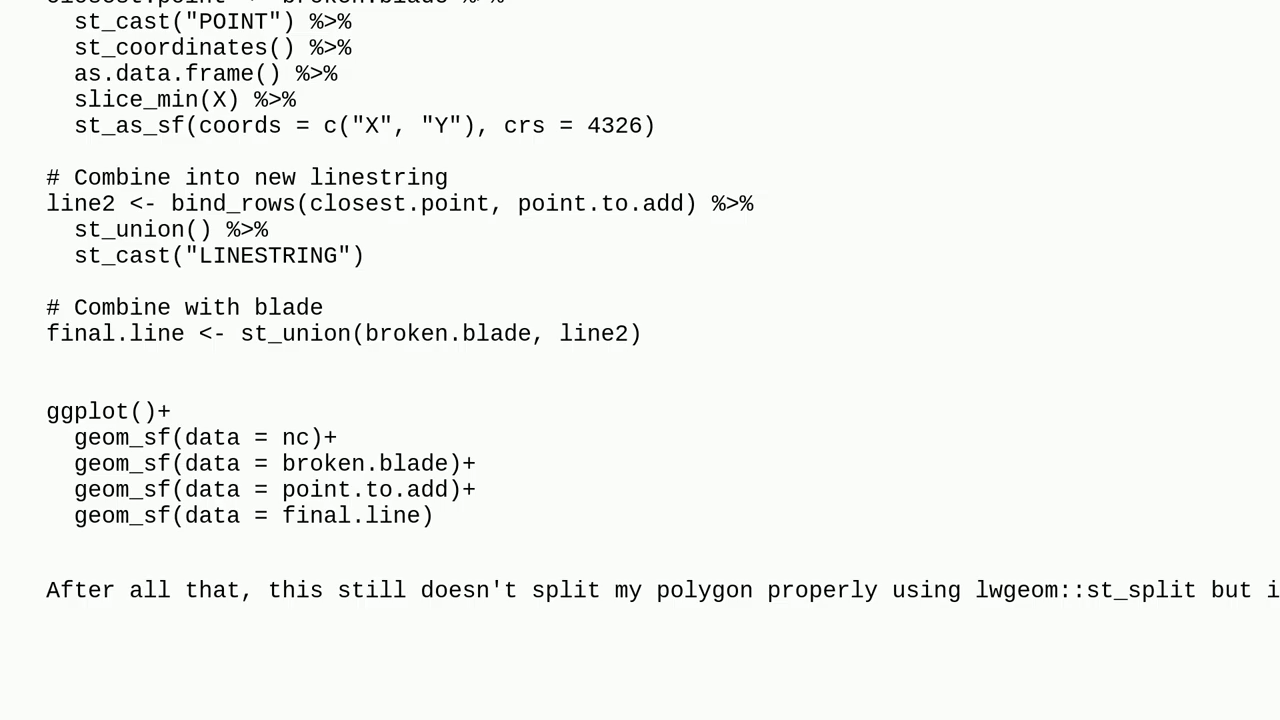 st_cast("POINT") %>%
st_coordinates() %>%
as.data.frame() %>%
slice_min(X) %>%
st_as_sf(coords = c("X", "Y"), crs = 4326)
# Combine into new linestring
line2 <- bind_rows(closest.point, point.to.add) %>%
st_union() %>%
st_cast("LINESTRING")
# Combine with blade
final.line <- st_union(broken.blade, line2)
ggplot()+
geom_sf(data = nc)+
geom_sf(data = broken.blade)+
geom_sf(data = point.to.add)+
geom_sf(data = final.line)
After all that, this still doesn't split my polygon properly using lwgeom::st_split but